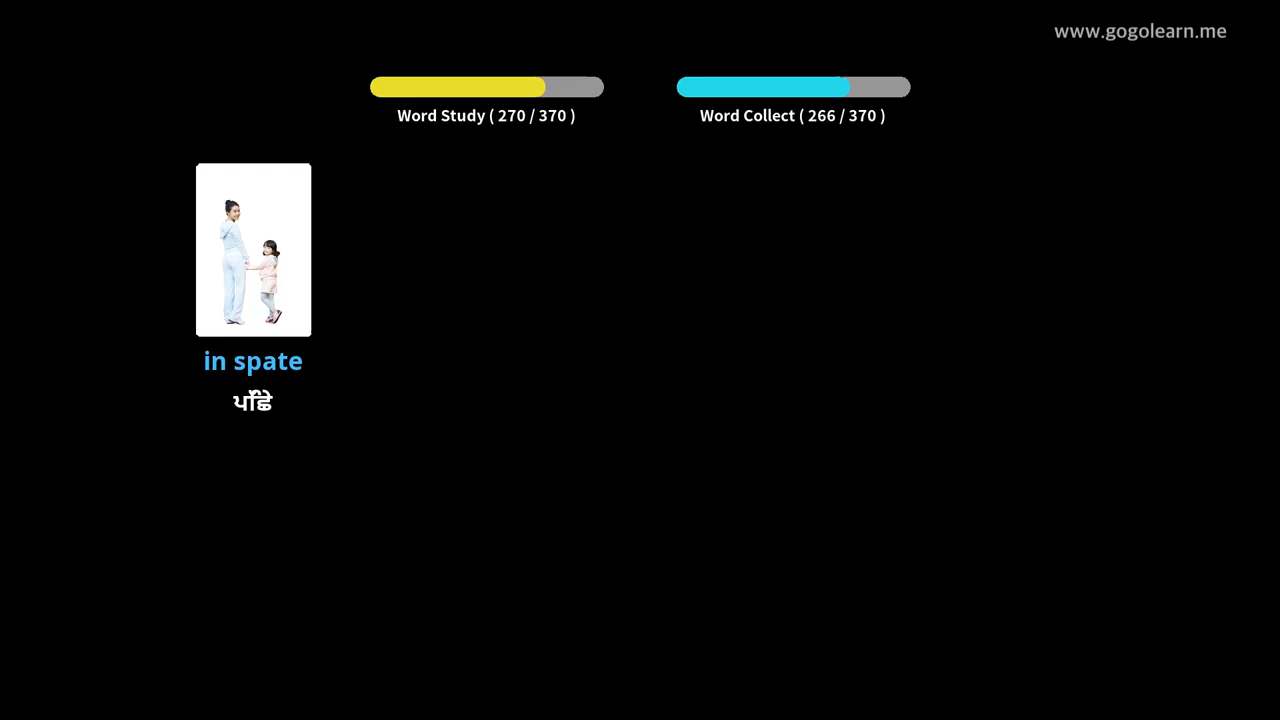 www.gogolearn.me
Word Study ( 270 / 370 )
Word Collect ( 266 / 370 )
in spate
ਪਿੱਛੇ